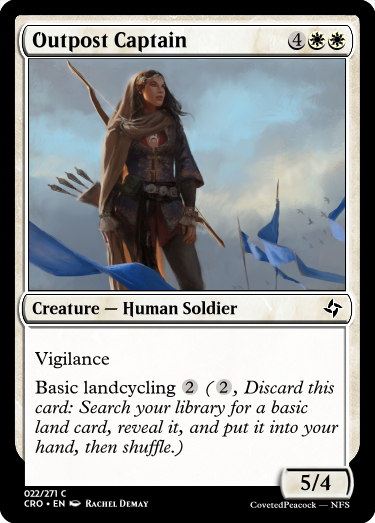 Outpost Captain 4
Creature — Human Soldier
Vigilance
Basic landcycling 2 (2, Discard this
card: Search your library for a basic
land card, reveal it, and put it into your
hand, then shuffle.)
5/4
022/271 C
CRO • EN Rachel Demay
CovetedPeacock — NFS